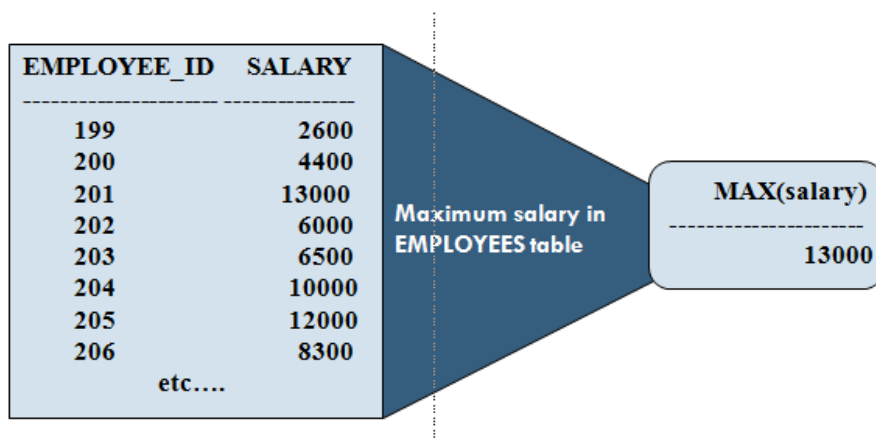 EMPLOYEE_ID SALARY
199 2600
200 4400
201 13000
202 6000
203 6500
204 10000
205 12000
206 8300
etc....
Maximum salary in
EMPLOYEES table
MAX(salary)
13000